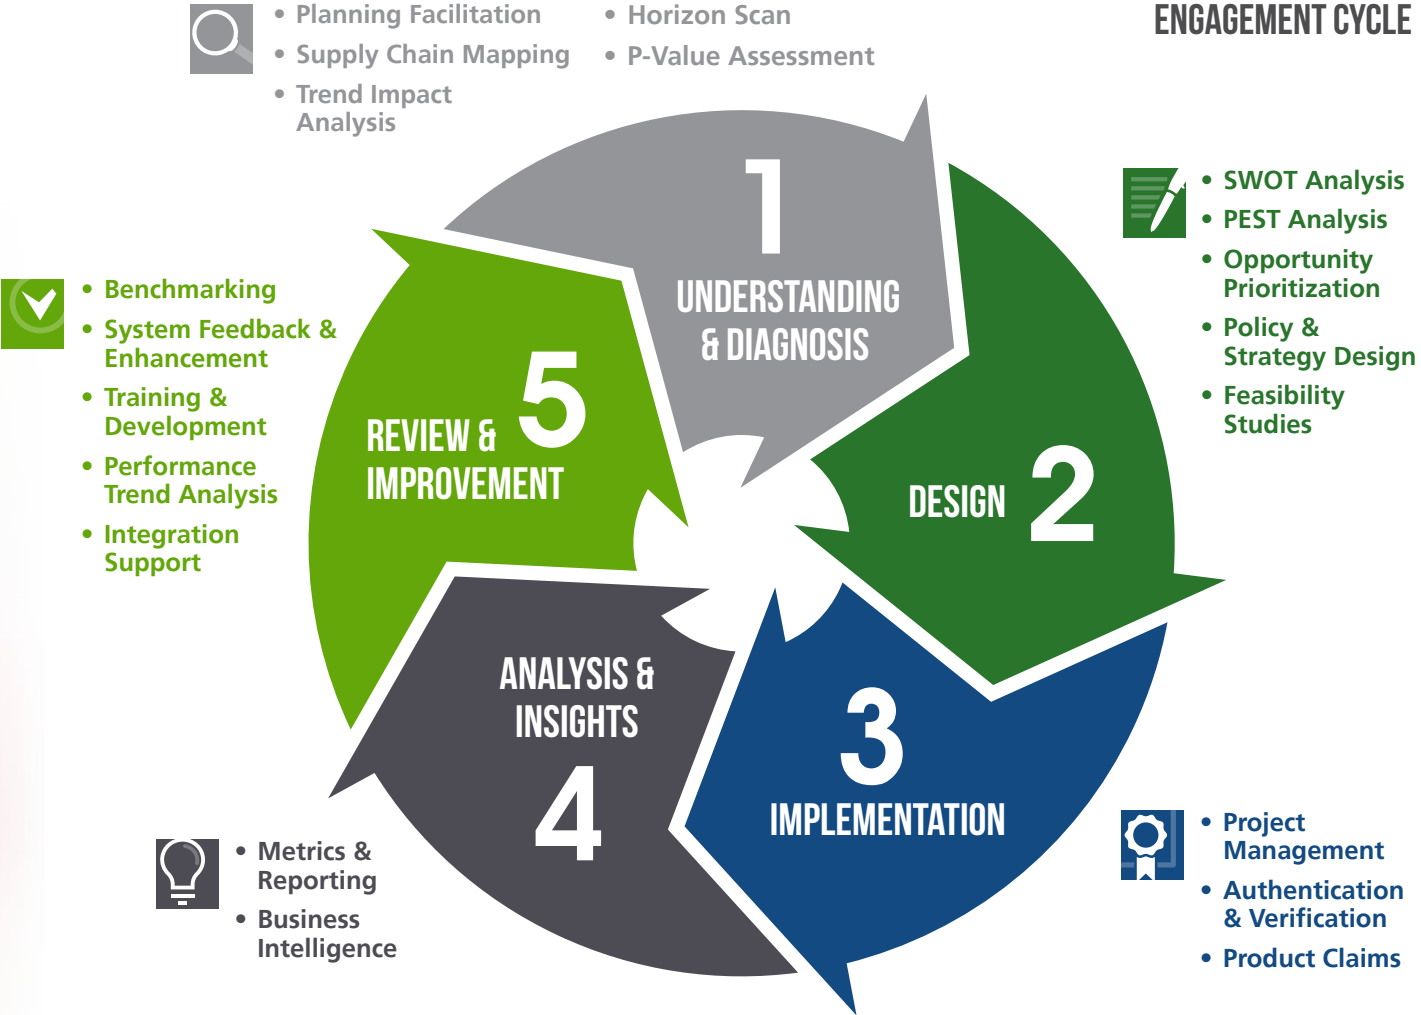 ENGAGEMENT CYCLE
• Planning Facilitation
• Supply Chain Mapping
• Trend Impact
Analysis
• Horizon Scan
• P-Value Assessment
1
UNDERSTANDING
& DIAGNOSIS
• SWOT Analysis
• PEST Analysis
• Opportunity
Prioritization
• Policy &
Strategy Design
• Feasibility
Studies
DESIGN 2
3
IMPLEMENTATION
• Project
Management
• Authentication
& Verification
• Product Claims
ANALYSIS &
INSIGHTS
4
• Metrics &
Reporting
• Business
Intelligence
5
REVIEW &
IMPROVEMENT
• Benchmarking
• System Feedback &
Enhancement
• Training &
Development
• Performance
Trend Analysis
• Integration
Support